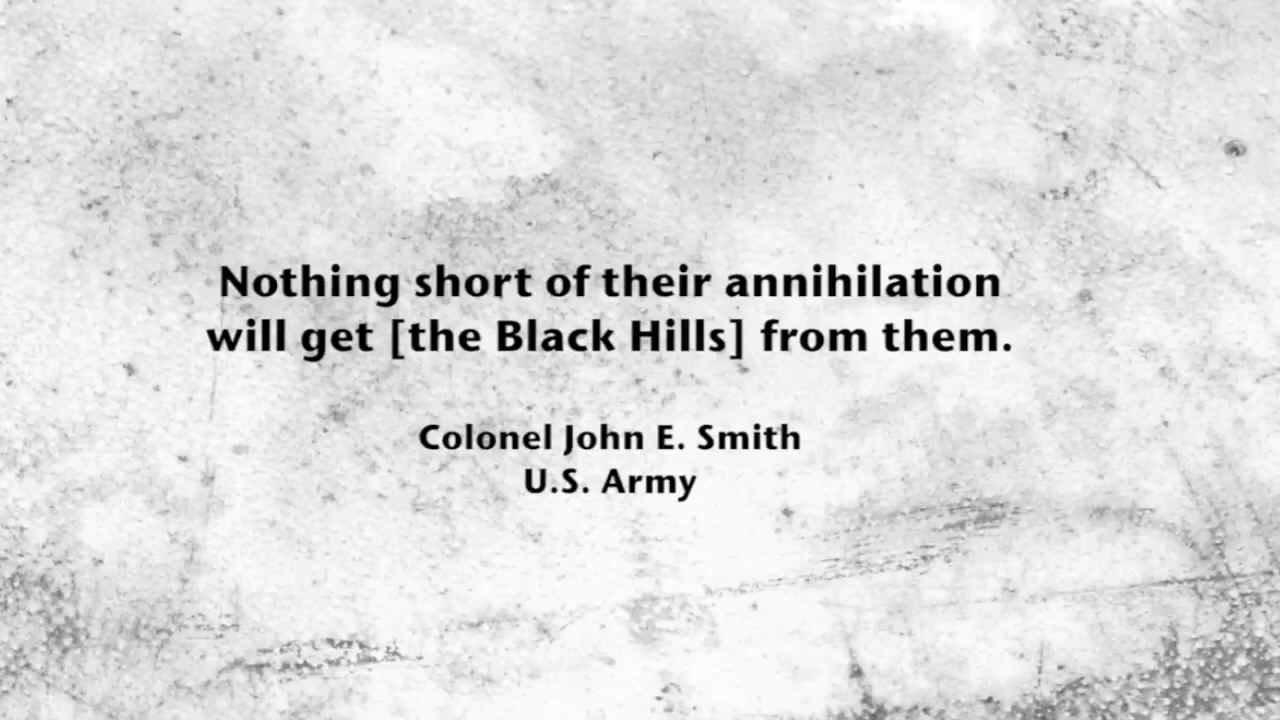 Nothing short of their annihilation
will get [the Black Hills] from them.
Colonel John E. Smith
U.S. Army